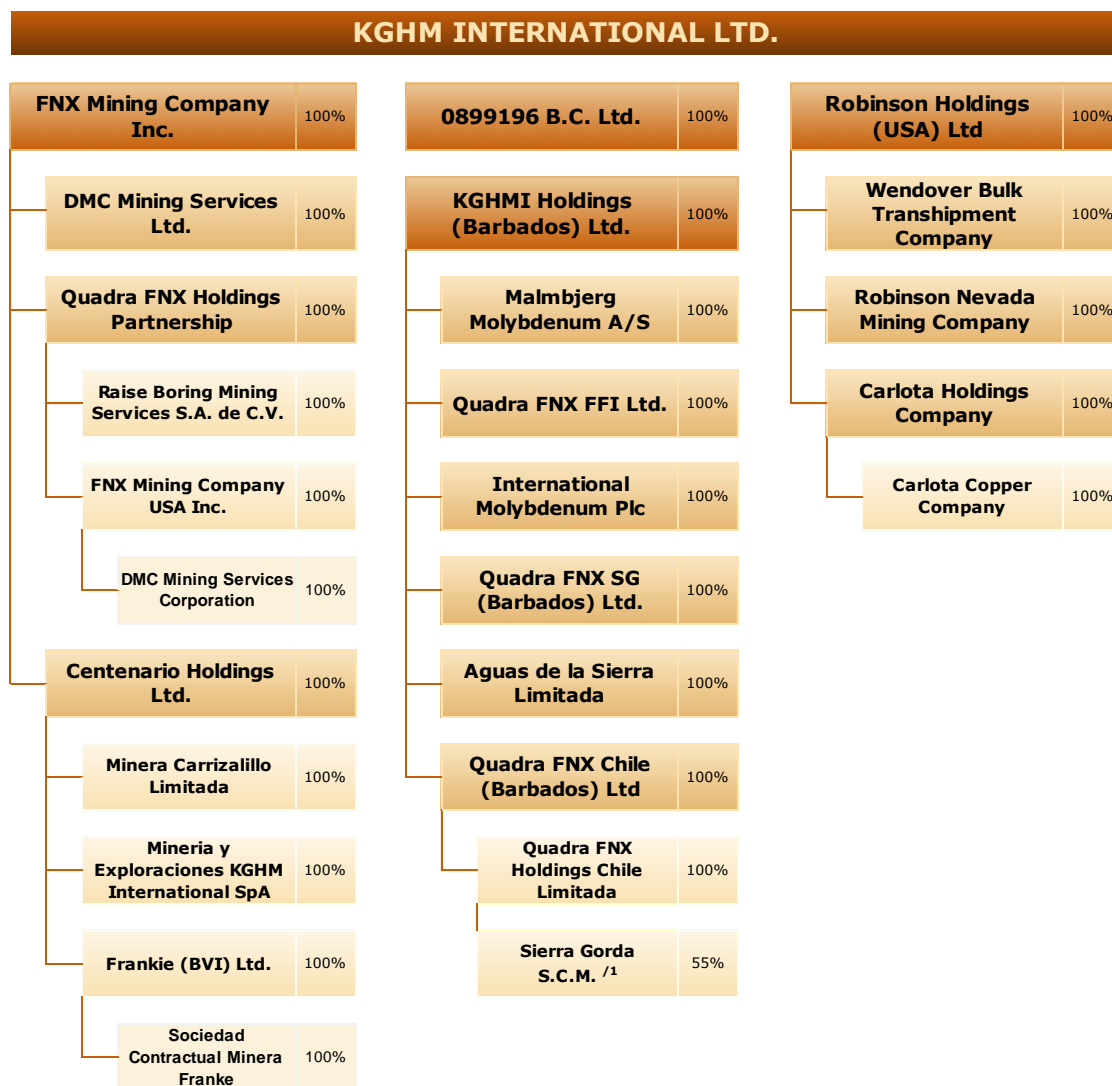 KGHM INTERNATIONAL LTD.
FNX Mining Company
Inc.
100%
DMC Mining Services
Ltd.
100%
Quadra FNX Holdings
Partnership
100%
Raise Boring Mining
Services S.A. de C.V.
100%
FNX Mining Company
USA Inc.
100%
DMC Mining Services
Corporation
100%
Centenario Holdings
Ltd.
100%
Minera Carrizalillo
Limitada
100%
Mineria y
Exploraciones KGHM
International SpA
100%
Frankie (BVI) Ltd.
100%
Sociedad
Contractual Minera
Franke
100%
0899196 B.C. Ltd.
100%
KGHMI Holdings
(Barbados) Ltd.
100%
Malmbjerg
Molybdenum A/S
100%
Quadra FNX FFI Ltd.
100%
International
Molybdenum Plc
100%
Quadra FNX SG
(Barbados) Ltd.
100%
Aguas de la Sierra
Limitada
100%
Quadra FNX Chile
(Barbados) Ltd
100%
Quadra FNX
Holdings Chile
Limitada
100%
Sierra Gorda
S.C.M. /1
55%
Robinson Holdings
(USA) Ltd
100%
Wendover Bulk
Transhipment
Company
100%
Robinson Nevada
Mining Company
100%
Carlota Holdings
Company
100%
Carlota Copper
Company
100%